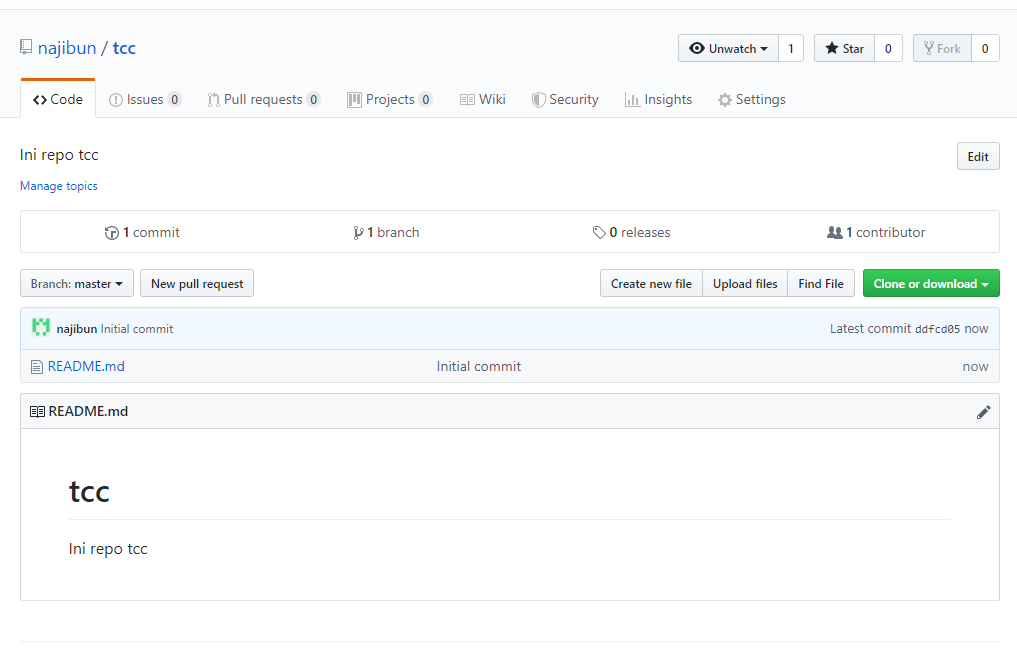 najibun / tcc
Unwatch 1 Star 0 Fork 0
Code Issues 0 Pull requests 0 Projects 0 Wiki Security Insights Settings
Ini repo tcc Edit
Manage topics
1 commit 1 branch 0 releases 1 contributor
Branch: master New pull request Create new file Upload files Find File Clone or download
najibun Initial commit Latest commit ddfcd05 now
README.md Initial commit now
README.md
tcc
Ini repo tcc